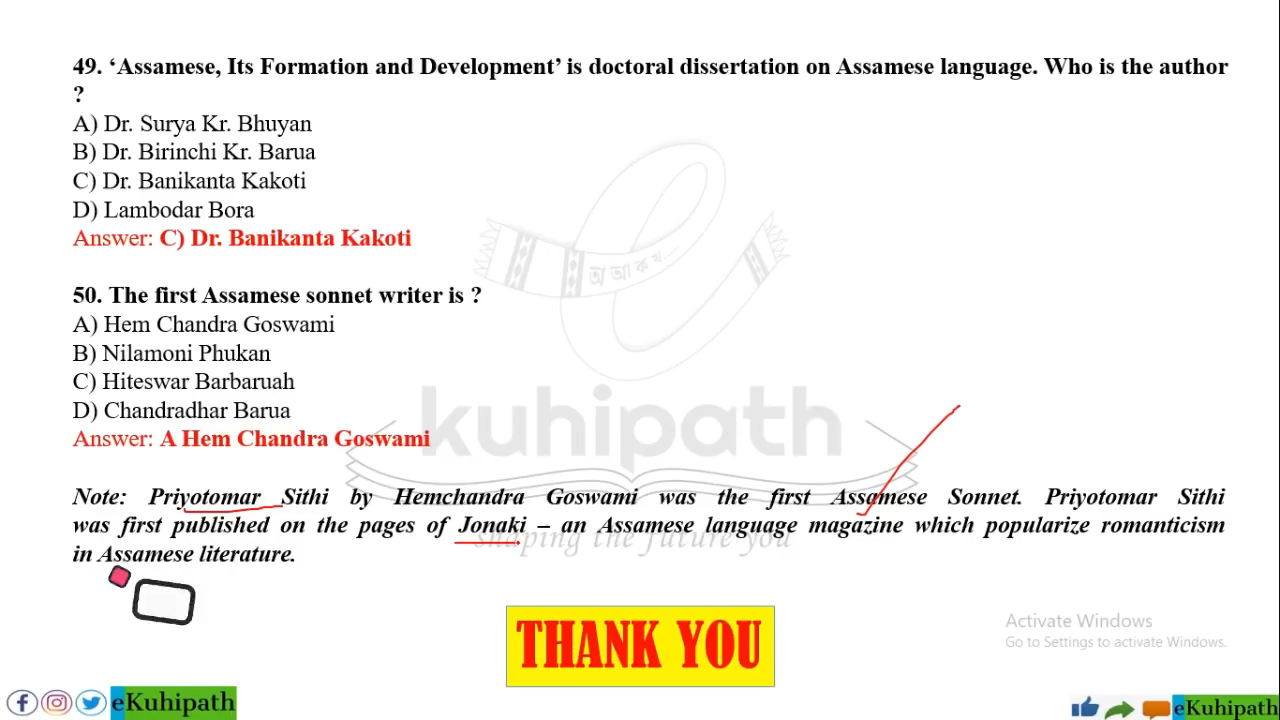 49. ‘Assamese, Its Formation and Development’ is doctoral dissertation on Assamese language. Who is the author
?
A) Dr. Surya Kr. Bhuyan
B) Dr. Birinchi Kr. Barua
C) Dr. Banikanta Kakoti
D) Lambodar Bora
Answer: C) Dr. Banikanta Kakoti
অ আ ক খ....
50. The first Assamese sonnet writer is ?
A) Hem Chandra Goswami
B) Nilamoni Phukan
C) Hiteswar Barbaruah
D) Chandradhar Barua
Answer: A Hem Chandra Goswami
kuhipath
Note: Priyotomar Sithi by Hemchandra Goswami was the first Assamese Sonnet. Priyotomar Sithi
was first published on the pages of Jonaki – an Assamese language magazine which popularize romanticism
shaping the future you
in Assamese literature.
THANK YOU
Activate Windows
Go to Settings to activate Windows.
eKuhipath
eKuhipath